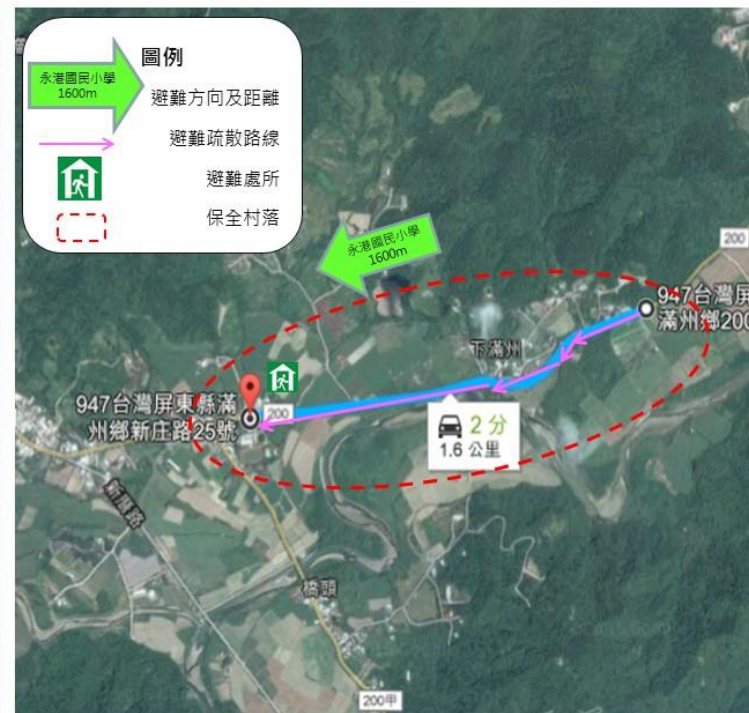 圖例
永港國民小學
1600m
避難方向及距離
避難疏散路線
避難處所
保全村落
永港國民小學
1600m
200
947台灣屏
滿州鄉200
下滿州
947台灣屏東縣滿
州鄉新庄路25號
200
2 分
1.6 公里
橋頭
200甲